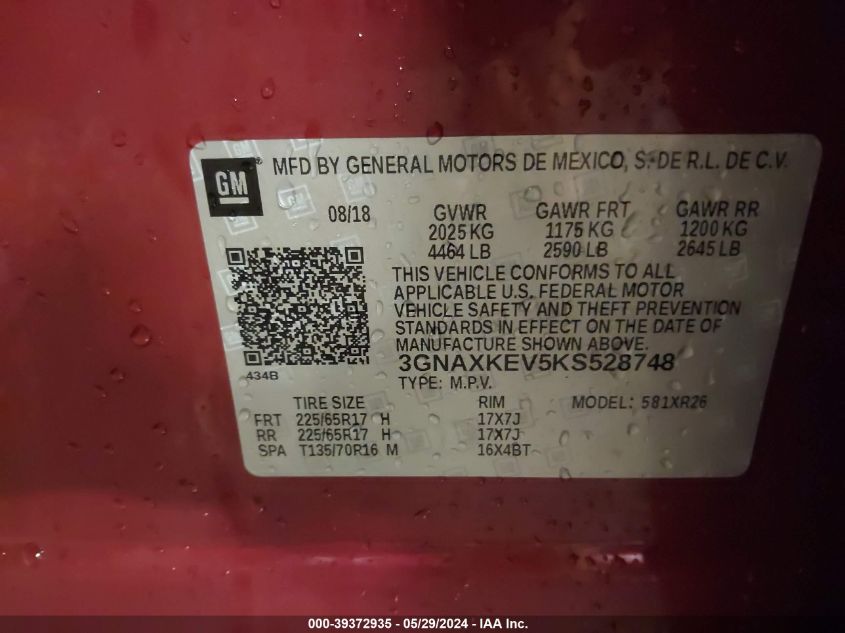 GM ® MFD BY GENERAL MOTORS DE MEXICO, S. DE R.L. DE C.V.
08/18 GVWR GAWR FRT GAWR RR
2025 KG 1175 KG 1200 KG
4464 LB 2590 LB 2645 LB
THIS VEHICLE CONFORMS TO ALL
APPLICABLE U.S. FEDERAL MOTOR
VEHICLE SAFETY AND THEFT PREVENTION
STANDARDS IN EFFECT ON THE DATE OF
MANUFACTURE SHOWN ABOVE.
3GNAXKEV5KS528748
434B TYPE: M.P.V.
TIRE SIZE RIM MODEL: 581XR26
FRT 225/65R17 H 17X7J
RR 225/65R17 H 17X7J
SPA T135/70R16 M 16X4BT
000-39372935 - 05/29/2024 - IAA Inc.